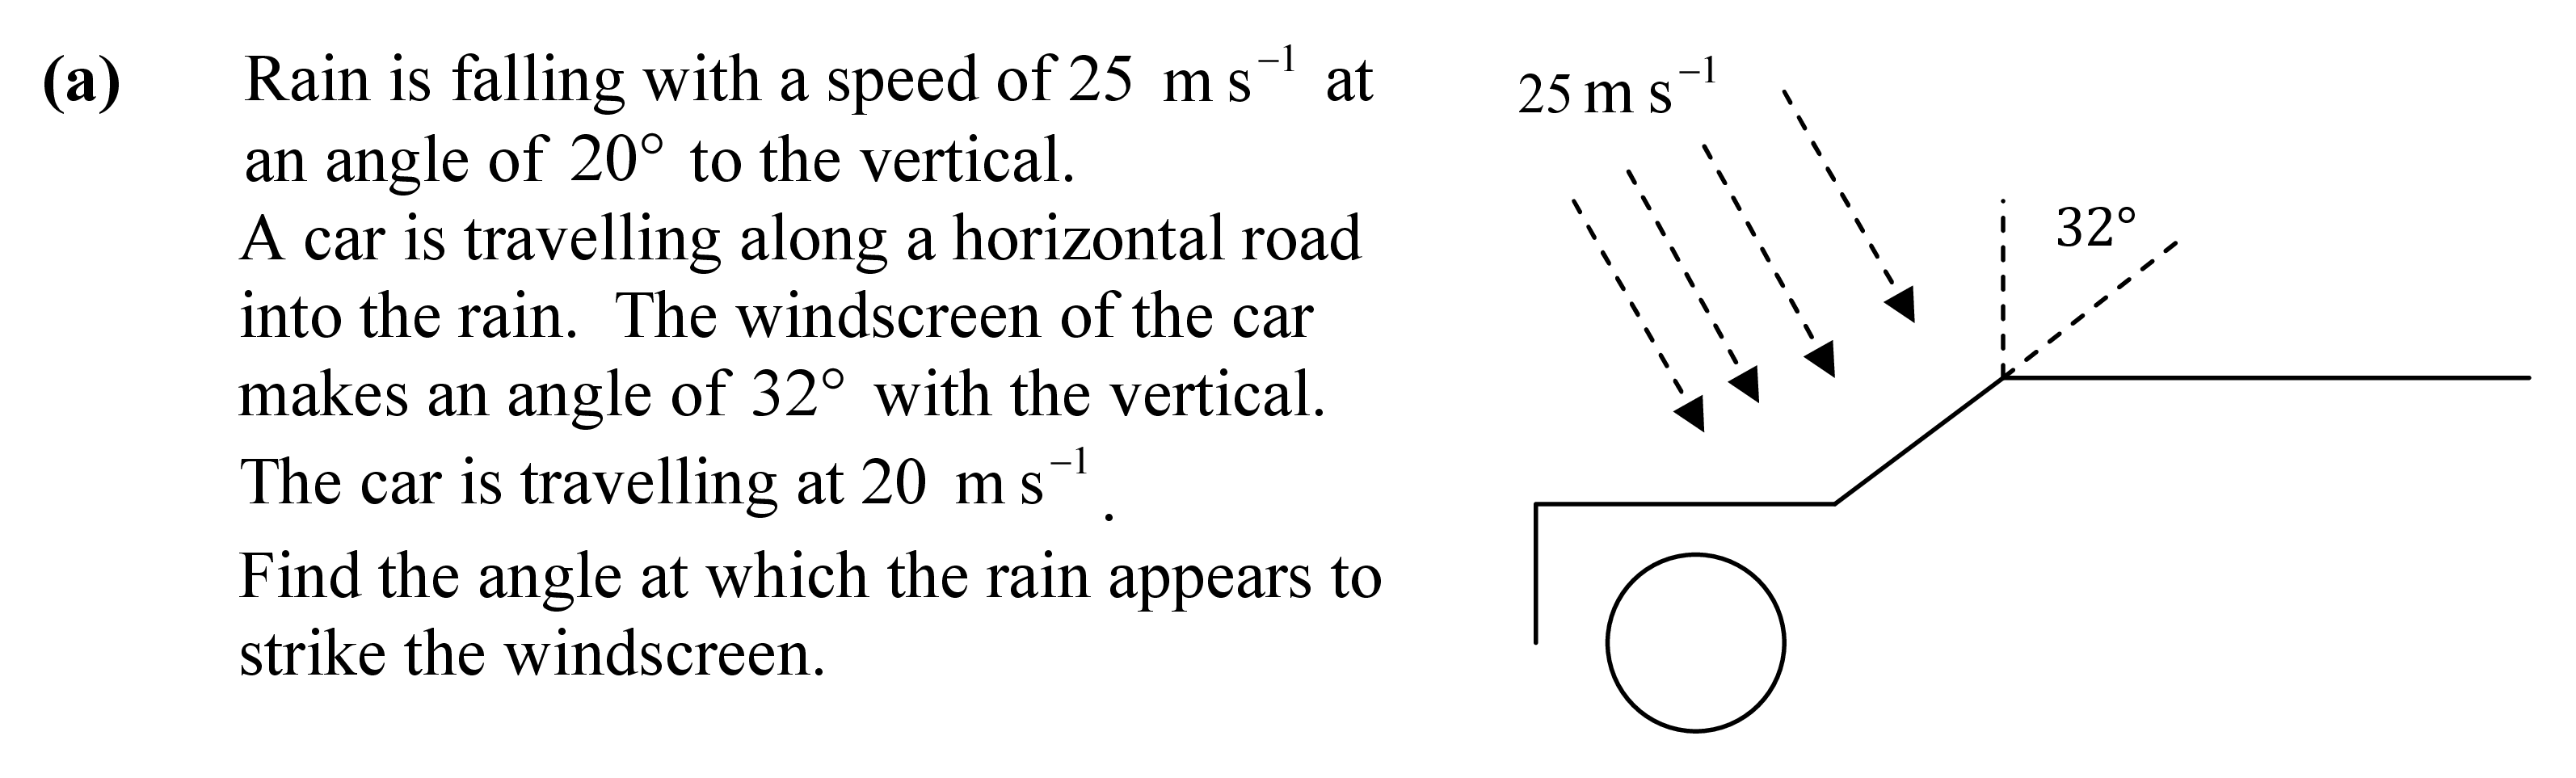 (a) Rain is falling with a speed of 25 m s⁻¹ at
an angle of 20° to the vertical.
A car is travelling along a horizontal road
into the rain. The windscreen of the car
makes an angle of 32° with the vertical.
The car is travelling at 20 m s⁻¹.
Find the angle at which the rain appears to
strike the windscreen.
25 m s⁻¹
32°